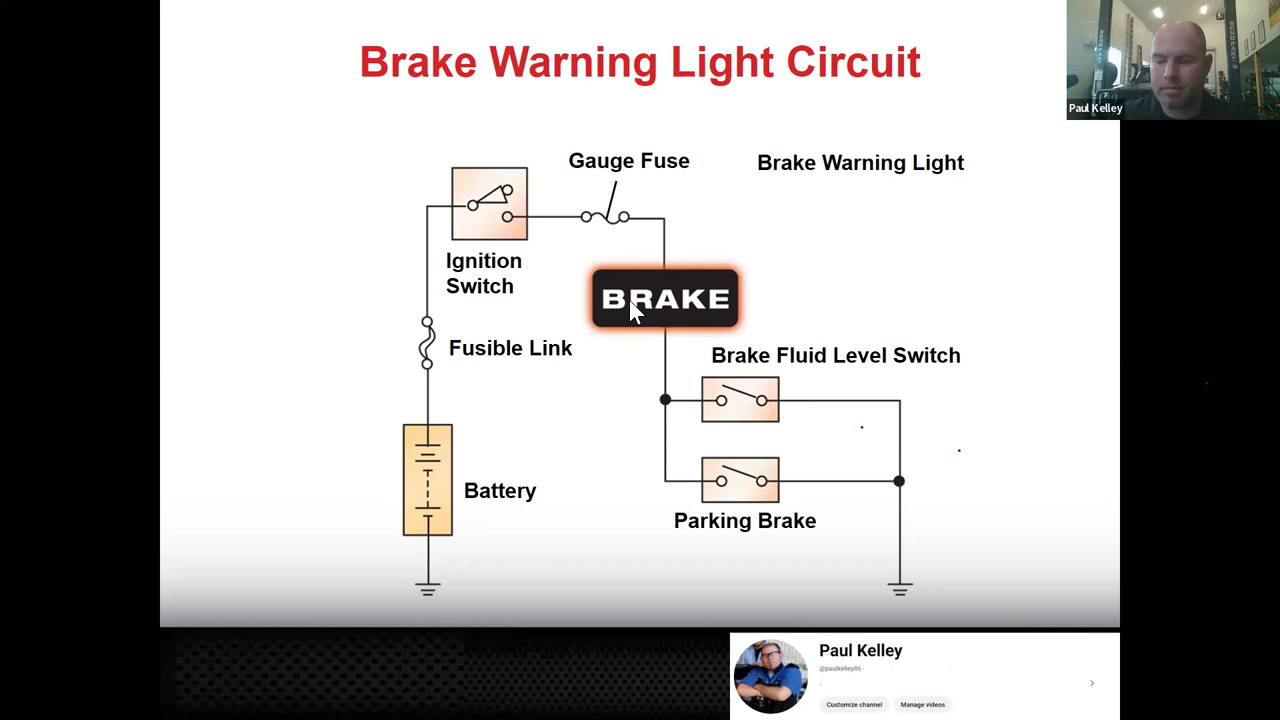 Brake Warning Light Circuit
Paul Kelley
Gauge Fuse
Brake Warning Light
Ignition
Switch
BRAKE
Fusible Link
Brake Fluid Level Switch
Battery
Parking Brake
Paul Kelley
@paulkelley86
Customize channel
Manage videos